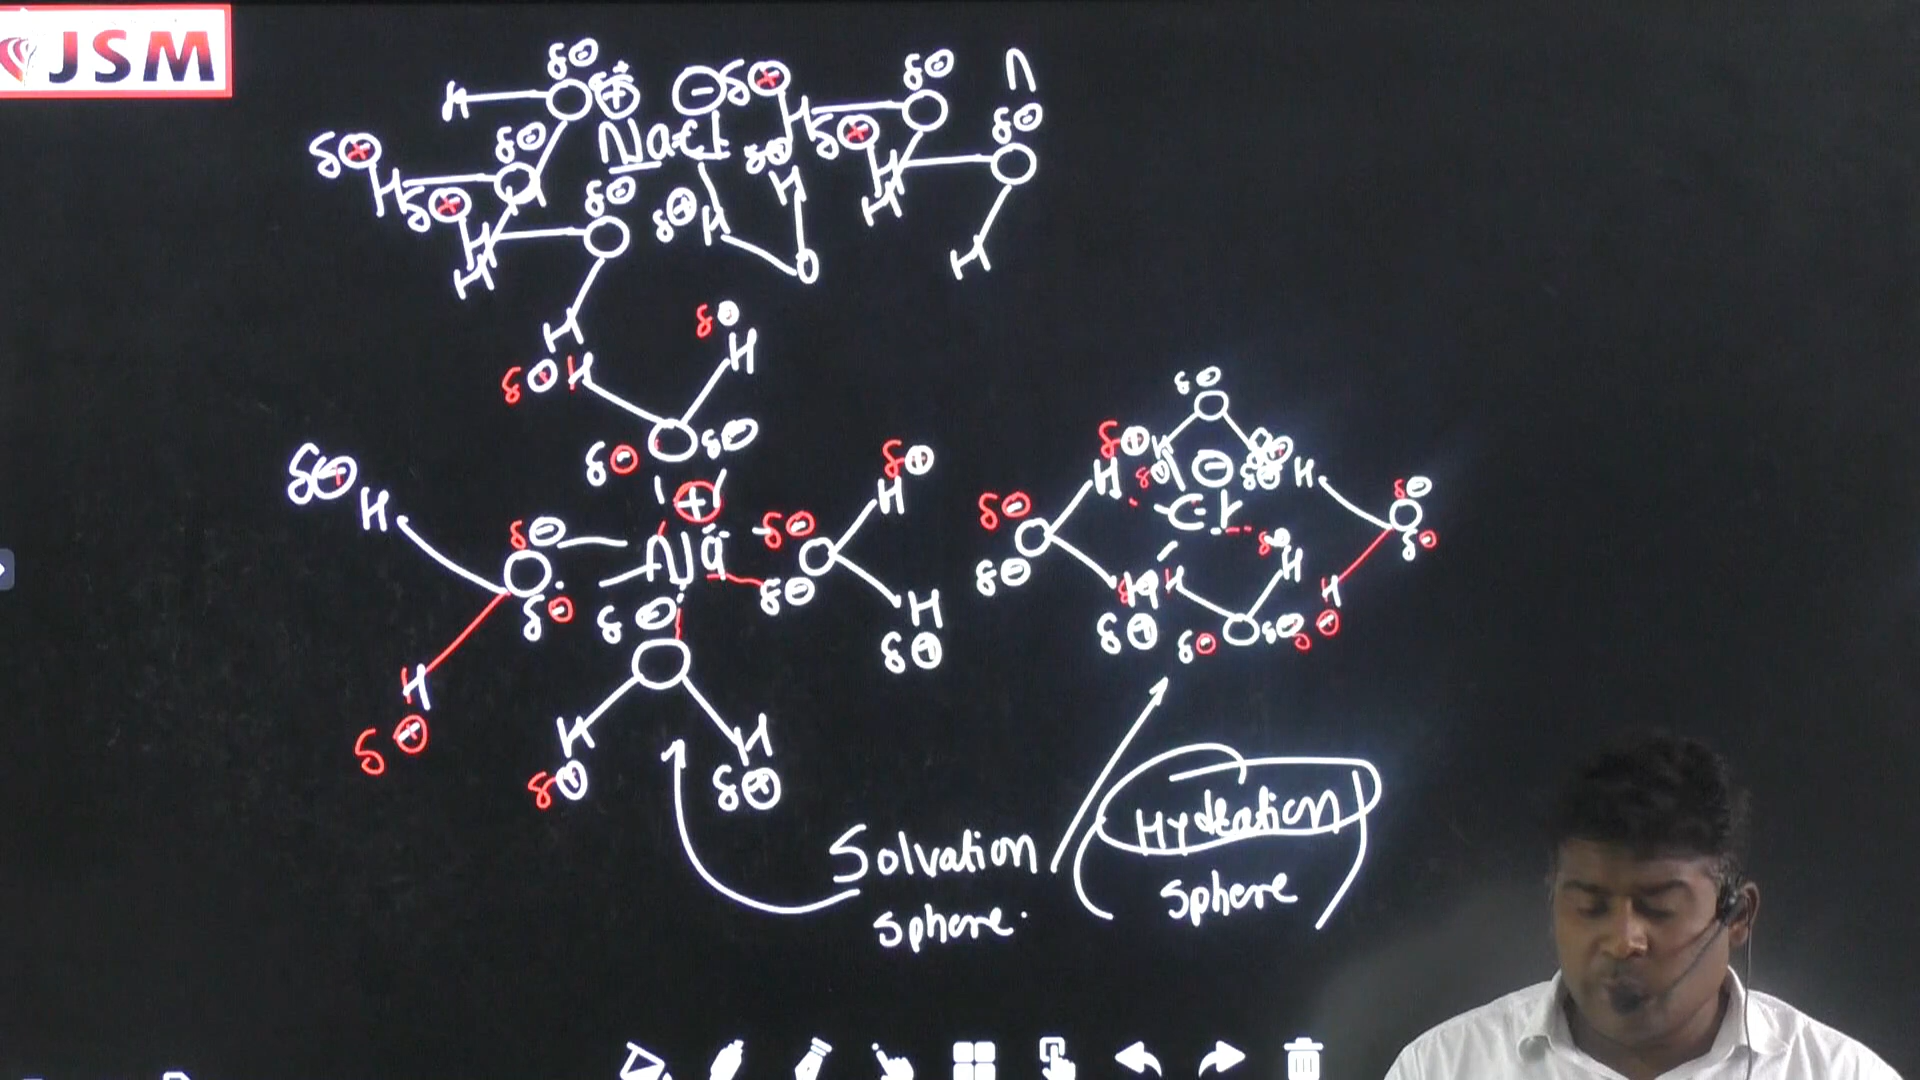 JSM
δ⊖ δ⊕ ⊖ δ⊕ δ⊖
H O ⊕ H O δ⊖
δ⊕ δ⊖ NaCl δ⊕ δ⊕ O
H O δ⊖ δ⊕ H H H
δ⊕ H O H O H
H H
δ⊕ H δ⊕ H
O δ⊖
δ⊖
δ⊕ H
δ⊖ O δ⊖
⊕
Na
δ⊖ O δ⊖
H δ⊕
H δ⊕
δ⊖ O
H δ⊕
H δ⊕
δ⊖ O
δ⊕ H
⊖
Cl
δ⊖ O δ⊖
H
δ⊕
H O δ⊖
δ⊖
H δ⊕
H H
δ⊖ O δ⊖
H
δ⊕
H H
δ⊕ δ⊕
Solvation
sphere.
Hydration
sphere